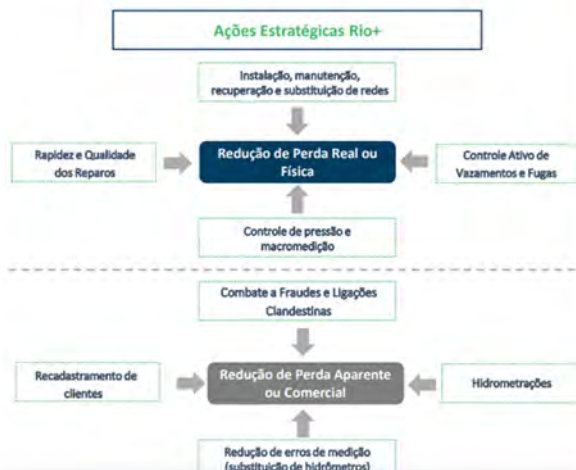 Ações Estratégicas Rio+
Instalação, manutenção,
recuperação e substituição de redes
Rapidez e Qualidade
dos Reparos
Redução de Perda Real ou
Física
Controle Ativo de
Vazamentos e Fugas
Controle de pressão e
macromedição
Combate a Fraudes e Ligações
Clandestinas
Recadastramento de
clientes
Redução de Perda Aparente
ou Comercial
Hidrometrações
Redução de erros de medição
(substituição de hidrômetros)